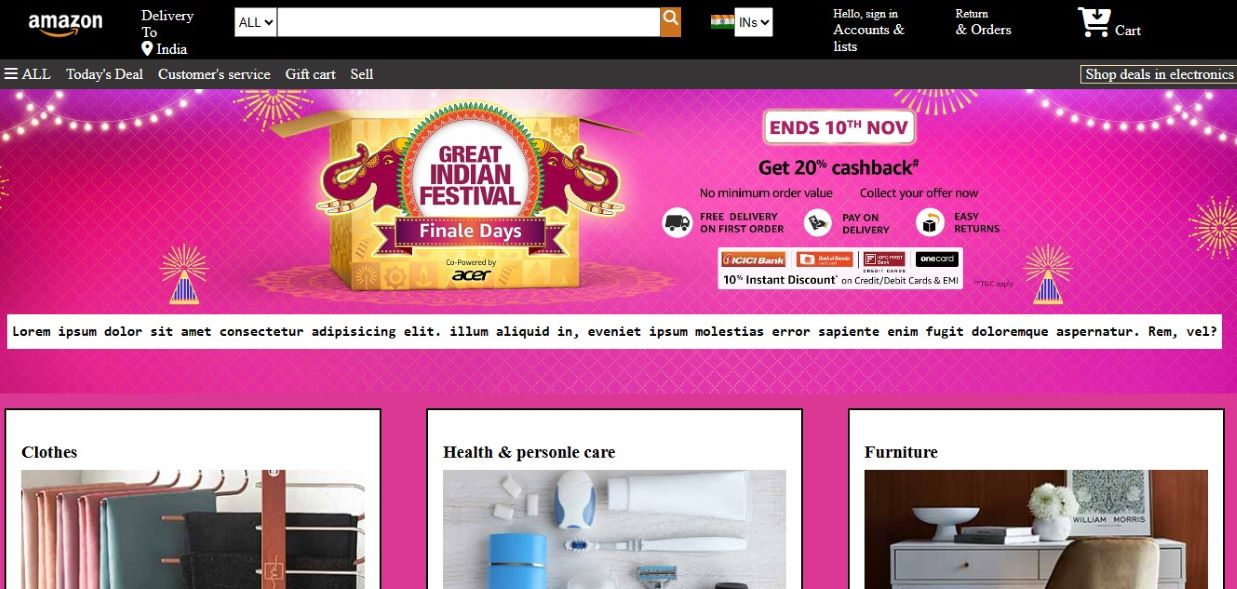 amazon
Delivery
To
India
ALL
INs
Hello, sign in
Accounts &
lists
Return
& Orders
Cart
ALL Today's Deal Customer's service Gift cart Sell
Shop deals in electronics
GREAT
INDIAN
FESTIVAL
Finale Days
Co-Powered by
acer
ENDS 10TH NOV
Get 20% cashback#
No minimum order value Collect your offer now
FREE DELIVERY
ON FIRST ORDER
PAY ON
DELIVERY
EASY
RETURNS
ICICI Bank
Bank of Baroda
IDFC FIRST
Bank
CREDIT CARDS
onecard
10% Instant Discount* on Credit/Debit Cards & EMI
*T&C apply
Lorem ipsum dolor sit amet consectetur adipisicing elit. illum aliquid in, eveniet ipsum molestias error sapiente enim fugit doloremque aspernatur. Rem, vel?
Clothes
Health & personle care
Furniture
WILLIAM MORRIS